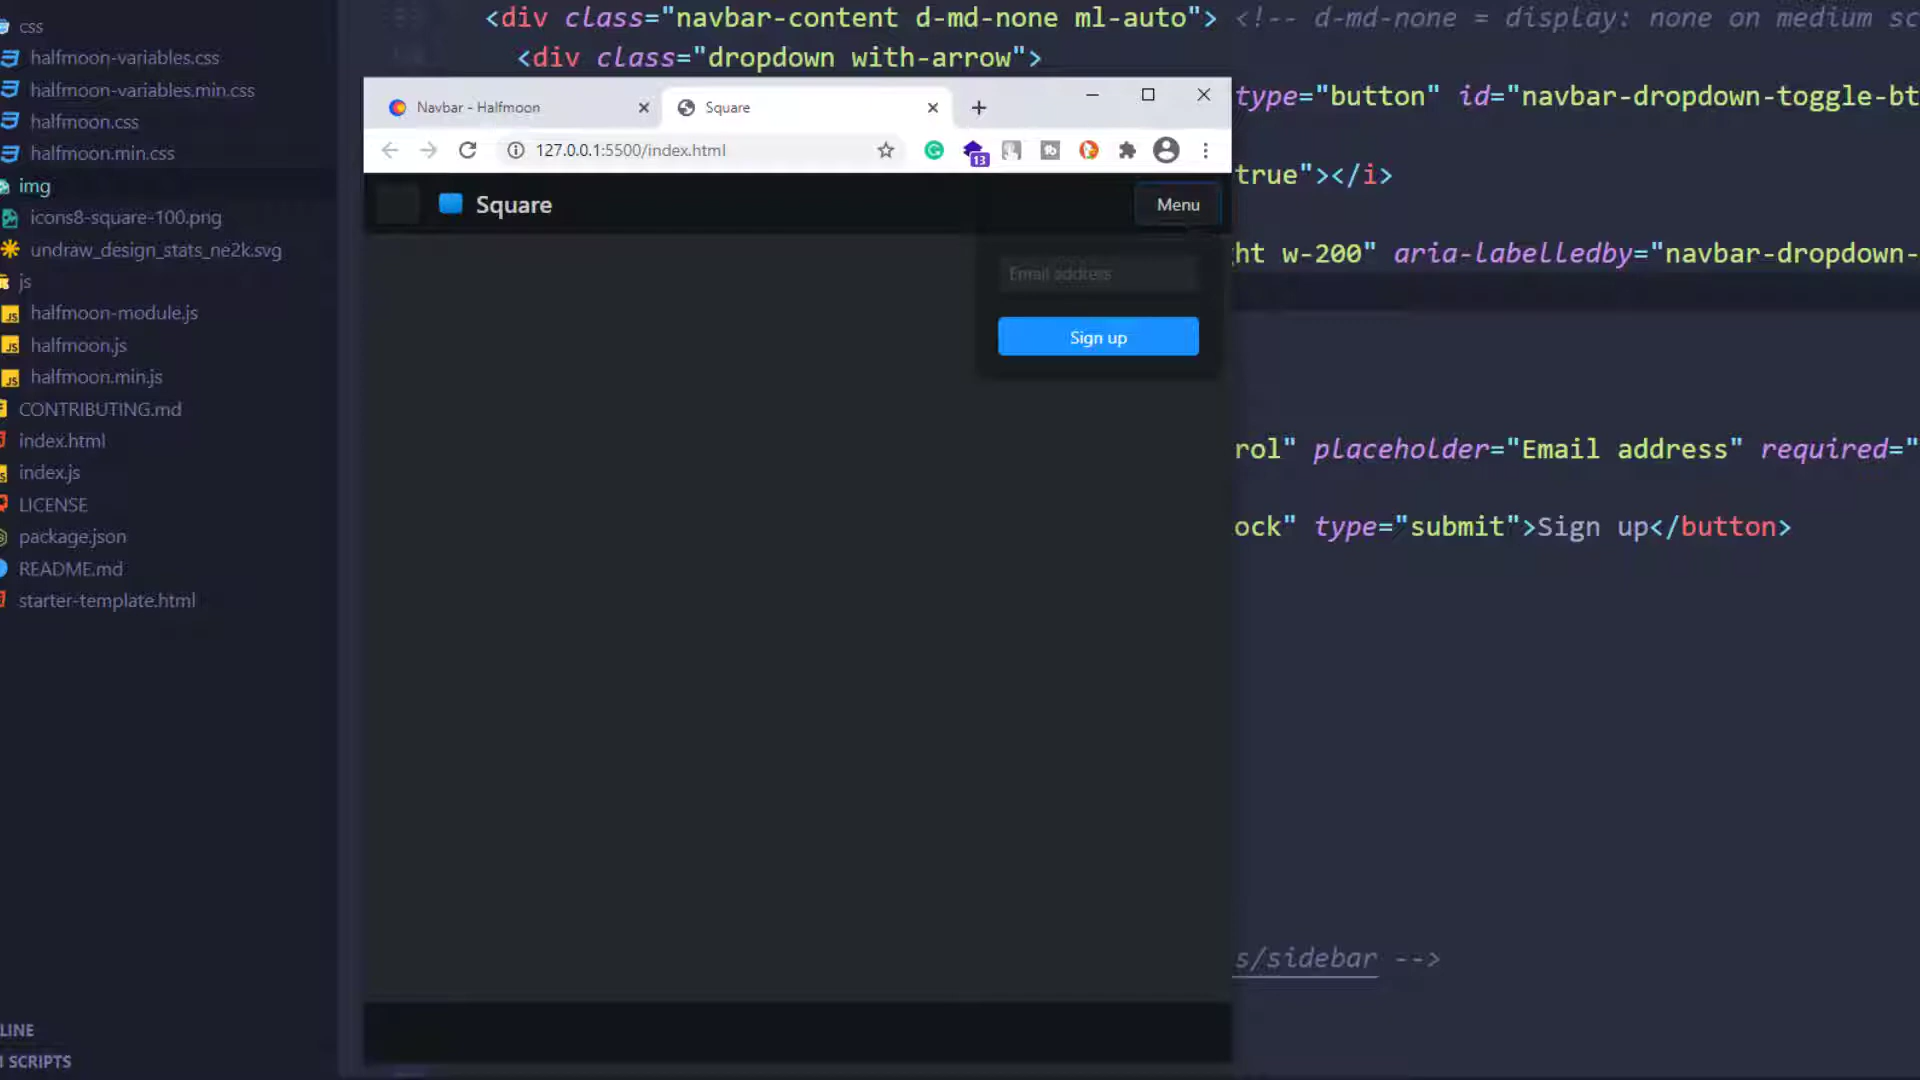 css
halfmoon-variables.css
halfmoon-variables.min.css
halfmoon.css
halfmoon.min.css
img
icons8-square-100.png
undraw_design_stats_ne2k.svg
js
halfmoon-module.js
halfmoon.js
halfmoon.min.js
CONTRIBUTING.md
index.html
index.js
LICENSE
package.json
README.md
starter-template.html
LINE
SCRIPTS
<div class="navbar-content d-md-none ml-auto"> <!-- d-md-none = display: none on medium sc
<div class="dropdown with-arrow">
type="button" id="navbar-dropdown-toggle-bt
true"></i>
ht w-200" aria-labelledby="navbar-dropdown-
rol" placeholder="Email address" required="
ock" type="submit">Sign up</button>
s/sidebar -->
Navbar - Halfmoon
Square
127.0.0.1:5500/index.html
13
Square
Menu
Email address
Sign up